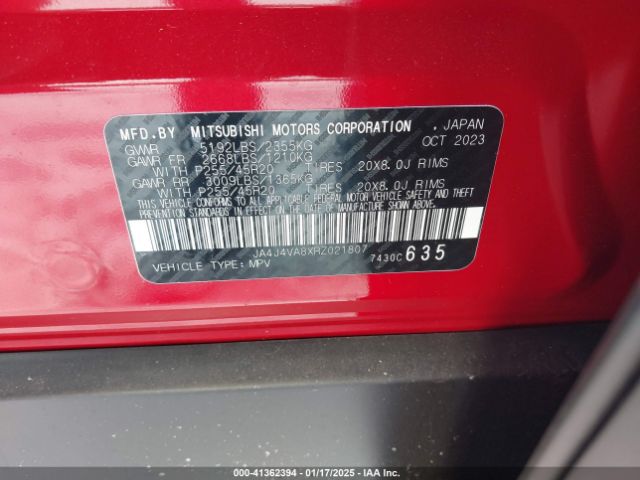 MFD.BY MITSUBISHI MOTORS CORPORATION , JAPAN
GVWR 5192LBS/2355KG OCT 2023
GAWR FR 2668LBS/1210KG
WITH P255/45R20 TIRES 20X8.0J RIMS
GAWR RR 3009LBS/1365KG
WITH P255/45R20 TIRES 20X8.0J RIMS
THIS VEHICLE CONFORMS TO ALL APPLICABLE FEDERAL MOTOR VEHICLE SAFETY AND THEFT
PREVENTION STANDARDS IN EFFECT ON THE DATE OF MANUFACTURE SHOWN ABOVE.
JA4J4VA8XRZ021807 7430C 635
VEHICLE TYPE: MPV
00-41362394 01/17/2025 IAA Inc.